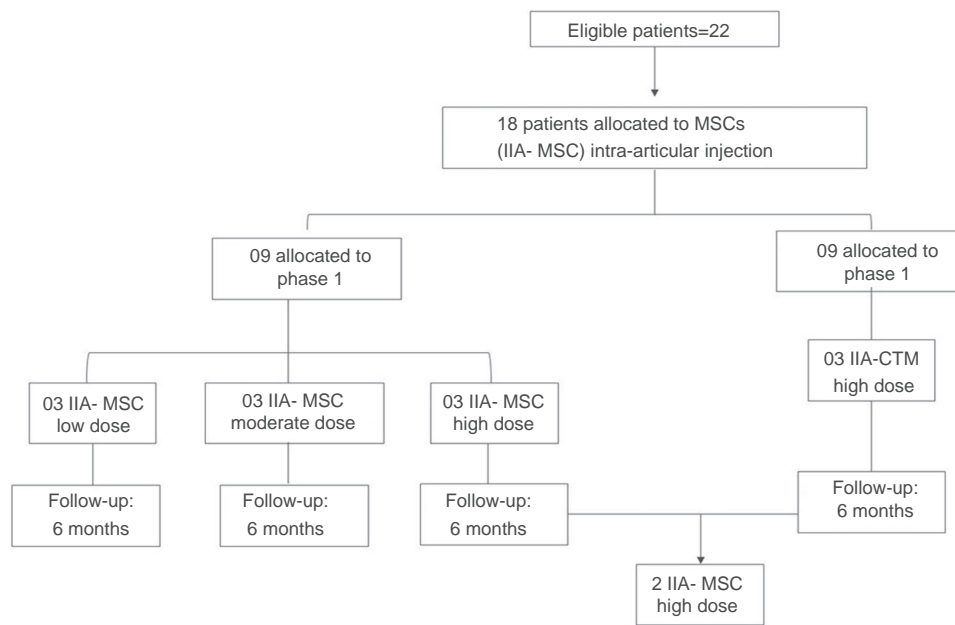 Eligible patients=22
18 patients allocated to MSCs
(IIA- MSC) intra-articular injection
09 allocated to
phase 1
09 allocated to
phase 1
03 IIA-CTM
high dose
03 IIA- MSC
low dose
03 IIA- MSC
moderate dose
03 IIA- MSC
high dose
Follow-up:
6 months
Follow-up:
6 months
Follow-up:
6 months
Follow-up:
6 months
2 IIA- MSC
high dose